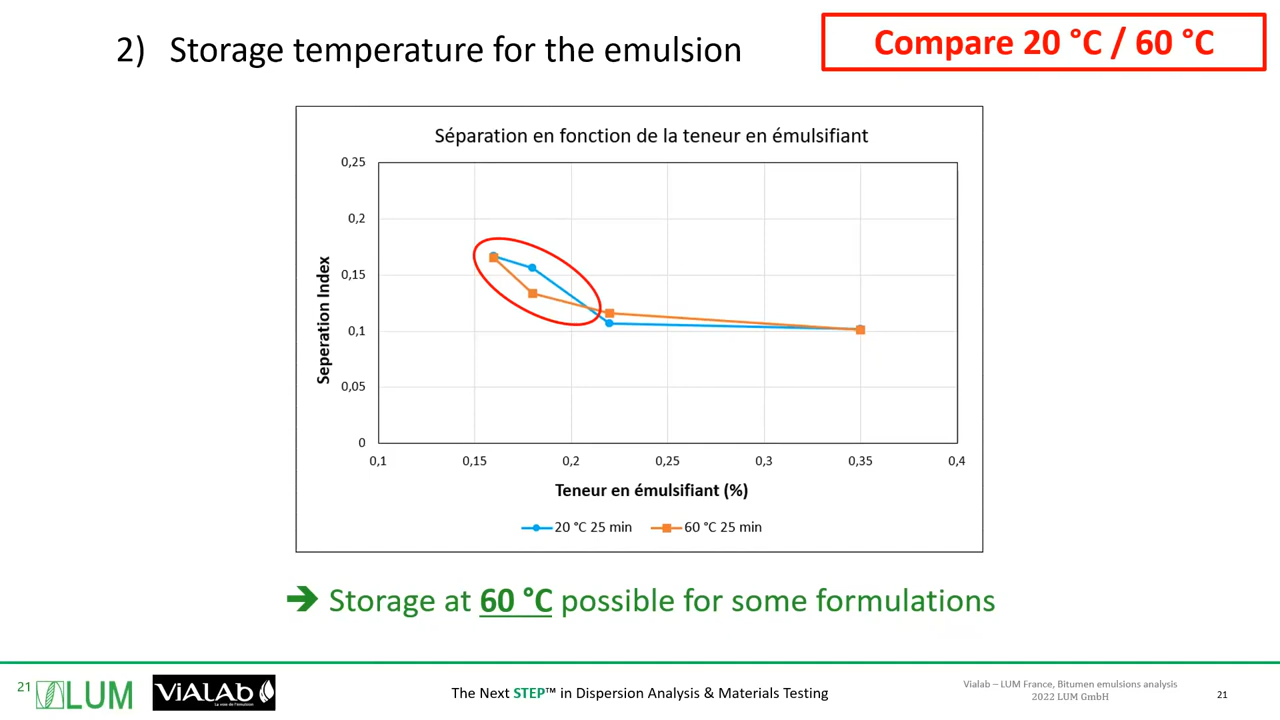 2) Storage temperature for the emulsion
Compare 20 °C / 60 °C
Séparation en fonction de la teneur en émulsifiant
0,25
0,2
0,15
0,1
0,05
0
Seperation Index
0,1 0,15 0,2 0,25 0,3 0,35 0,4
Teneur en émulsifiant (%)
20 °C 25 min 60 °C 25 min
➔ Storage at 60 °C possible for some formulations
21 LUM
ViALAb
La voie de l'émulsion
The Next STEP™ in Dispersion Analysis & Materials Testing
Vialab – LUM France, Bitumen emulsions analysis
2022 LUM GmbH
21